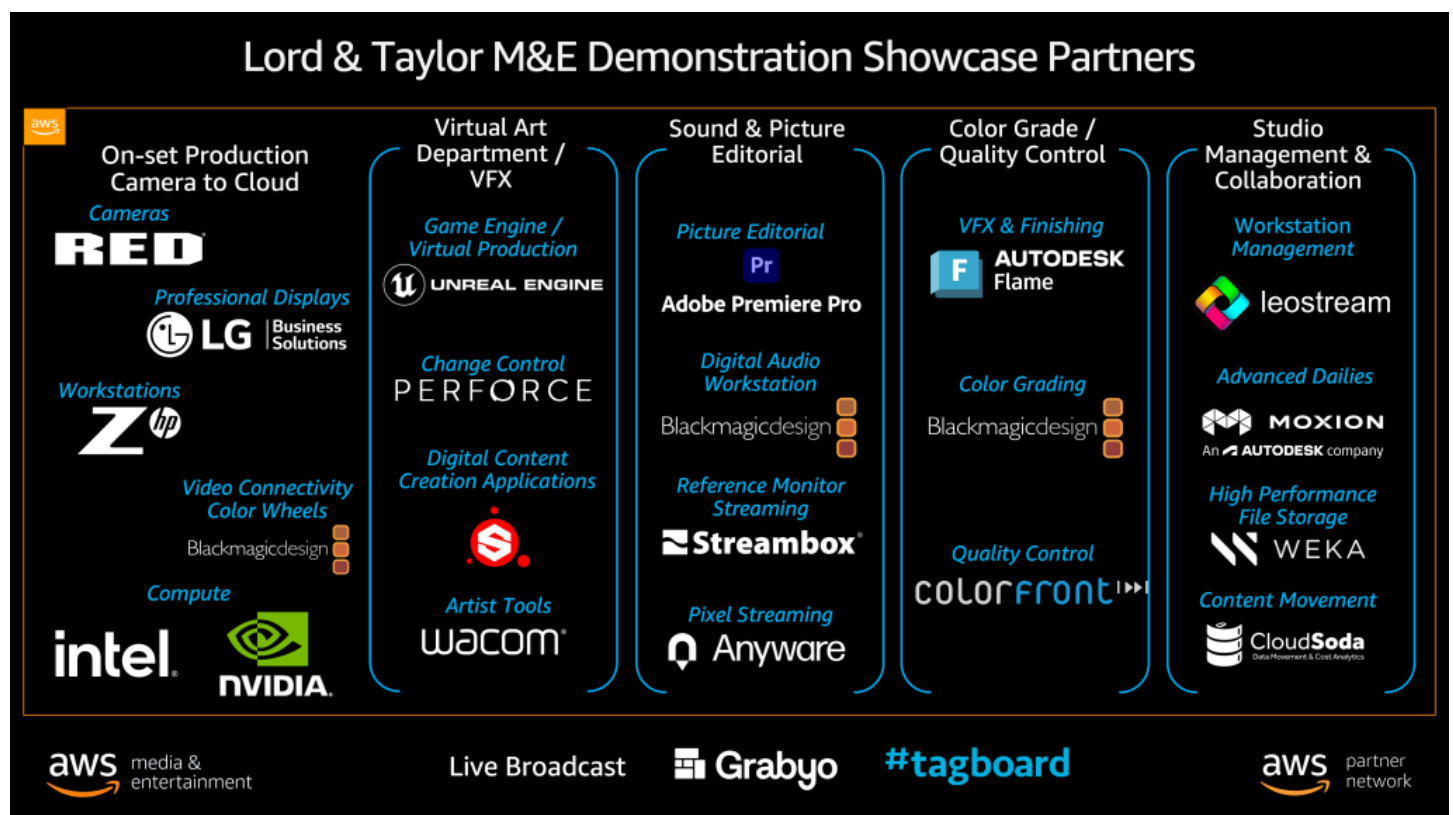 Lord & Taylor M&E Demonstration Showcase Partners
aws
On-set Production
Camera to Cloud
Cameras
RED
Professional Displays
LG Business
Solutions
Workstations
Z hp
Video Connectivity
Color Wheels
Blackmagicdesign
Compute
intel.
NVIDIA.
Virtual Art
Department /
VFX
Game Engine /
Virtual Production
UNREAL ENGINE
Change Control
PERFORCE
Digital Content
Creation Applications
S
Artist Tools
wacom
Sound & Picture
Editorial
Picture Editorial
Pr
Adobe Premiere Pro
Digital Audio
Workstation
Blackmagicdesign
Reference Monitor
Streaming
Streambox
Pixel Streaming
Anyware
Color Grade /
Quality Control
VFX & Finishing
F AUTODESK
Flame
Color Grading
Blackmagicdesign
Quality Control
colorfront
Studio
Management &
Collaboration
Workstation
Management
leostream
Advanced Dailies
MOXION
An AUTODESK company
High Performance
File Storage
WEKA
Content Movement
CloudSoda
Data Movement & Cost Analytics
aws media &
entertainment
Live Broadcast
Grabyo
#tagboard
aws partner
network